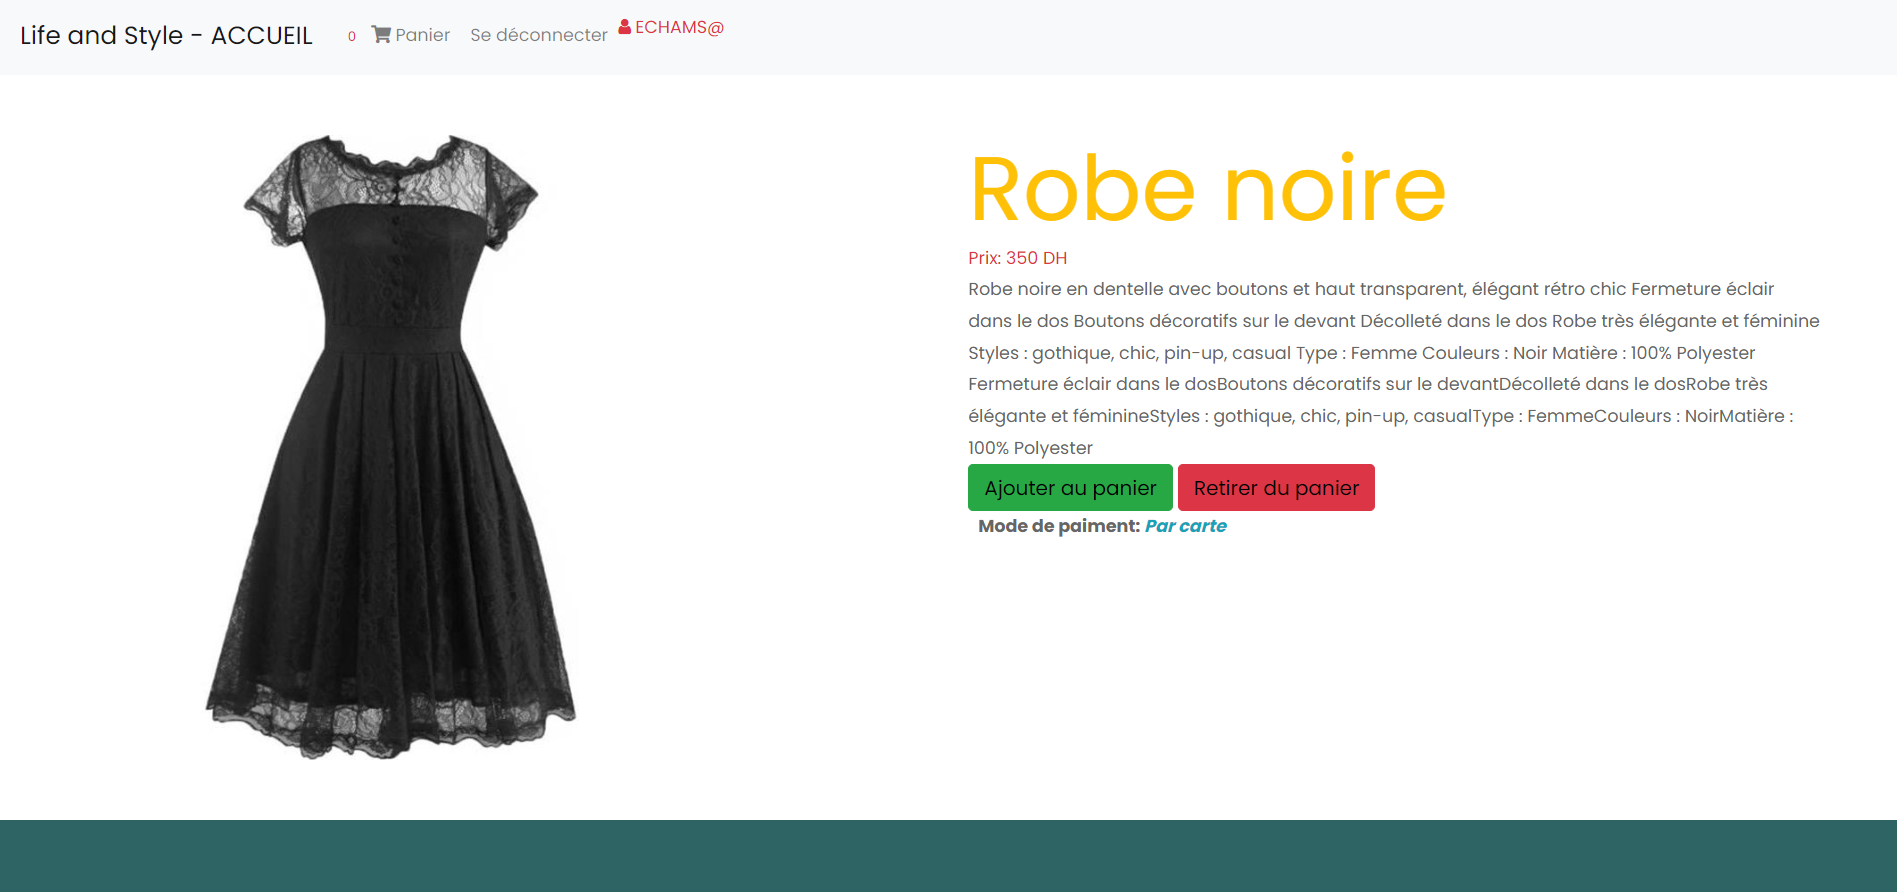 Life and Style - ACCUEIL
0 Panier Se déconnecter ECHAMS@
Robe noire
Prix: 350 DH
Robe noire en dentelle avec boutons et haut transparent, élégant rétro chic Fermeture éclair
dans le dos Boutons décoratifs sur le devant Décolleté dans le dos Robe très élégante et féminine
Styles : gothique, chic, pin-up, casual Type : Femme Couleurs : Noir Matière : 100% Polyester
Fermeture éclair dans le dosBoutons décoratifs sur le devantDécolleté dans le dosRobe très
élégante et féminineStyles : gothique, chic, pin-up, casualType : FemmeCouleurs : NoirMatière :
100% Polyester
Ajouter au panier Retirer du panier
Mode de paiment: Par carte